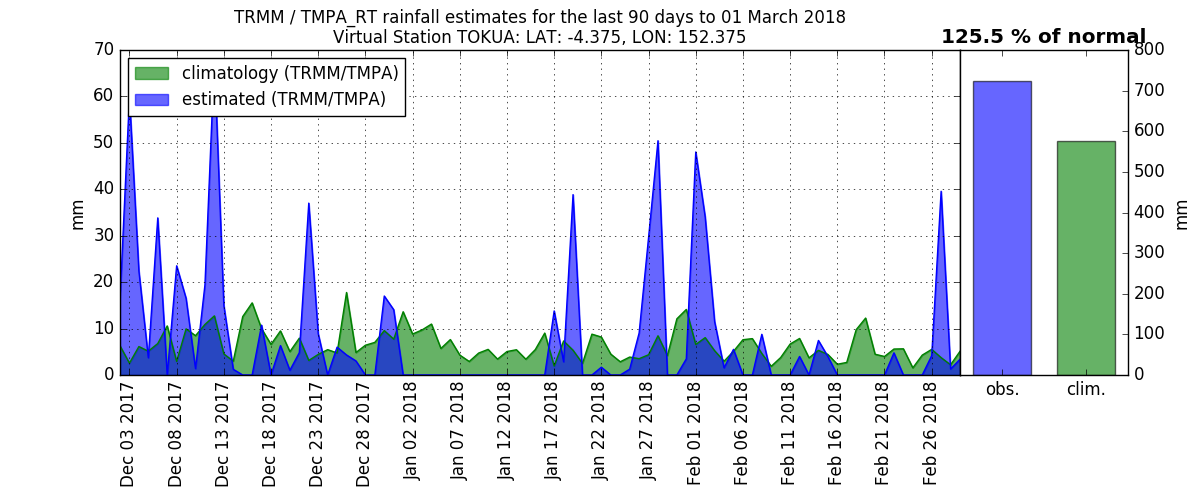 TRMM / TMPA_RT rainfall estimates for the last 90 days to 01 March 2018
Virtual Station TOKUA: LAT: -4.375, LON: 152.375
125.5 % of normal
climatology (TRMM/TMPA)
estimated (TRMM/TMPA)
mm
70
60
50
40
30
20
10
0
Dec 03 2017
Dec 08 2017
Dec 13 2017
Dec 18 2017
Dec 23 2017
Dec 28 2017
Jan 02 2018
Jan 07 2018
Jan 12 2018
Jan 17 2018
Jan 22 2018
Jan 27 2018
Feb 01 2018
Feb 06 2018
Feb 11 2018
Feb 16 2018
Feb 21 2018
Feb 26 2018
obs.
clim.
800
700
600
500
400
300
200
100
0
mm